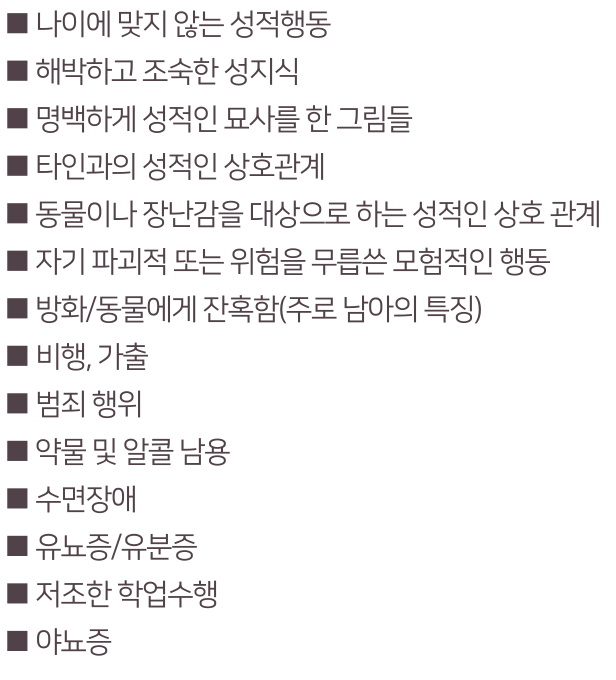 ■ 나이에 맞지 않는 성적행동
■ 해박하고 조숙한 성지식
■ 명백하게 성적인 묘사를 한 그림들
■ 타인과의 성적인 상호관계
■ 동물이나 장난감을 대상으로 하는 성적인 상호 관계
■ 자기 파괴적 또는 위험을 무릅쓴 모험적인 행동
■ 방화/동물에게 잔혹함(주로 남아의 특징)
■ 비행, 가출
■ 범죄 행위
■ 약물 및 알콜 남용
■ 수면장애
■ 유뇨증/유분증
■ 저조한 학업수행
■ 야뇨증